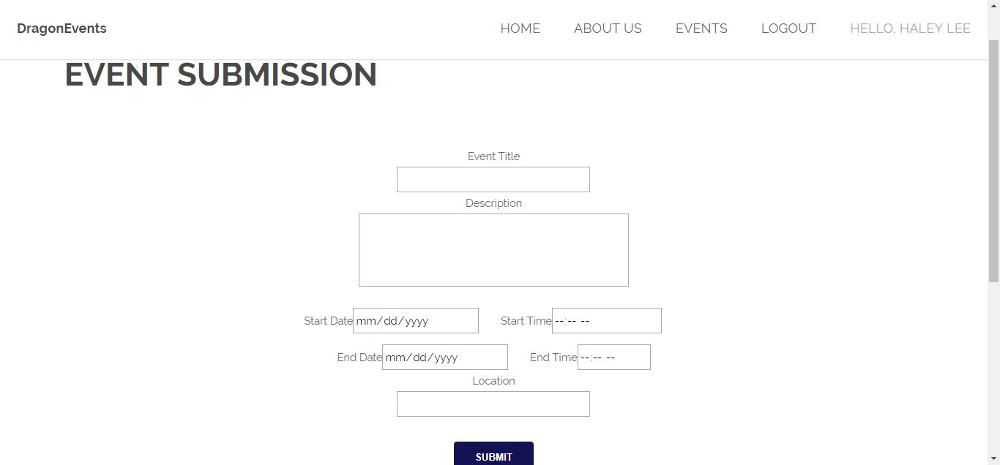 DragonEvents HOME ABOUT US EVENTS LOGOUT HELLO, HALEY LEE
EVENT SUBMISSION
Event Title
Description
Start Date mm/dd/yyyy Start Time --:-- --
End Date mm/dd/yyyy End Time --:-- --
Location
SUBMIT